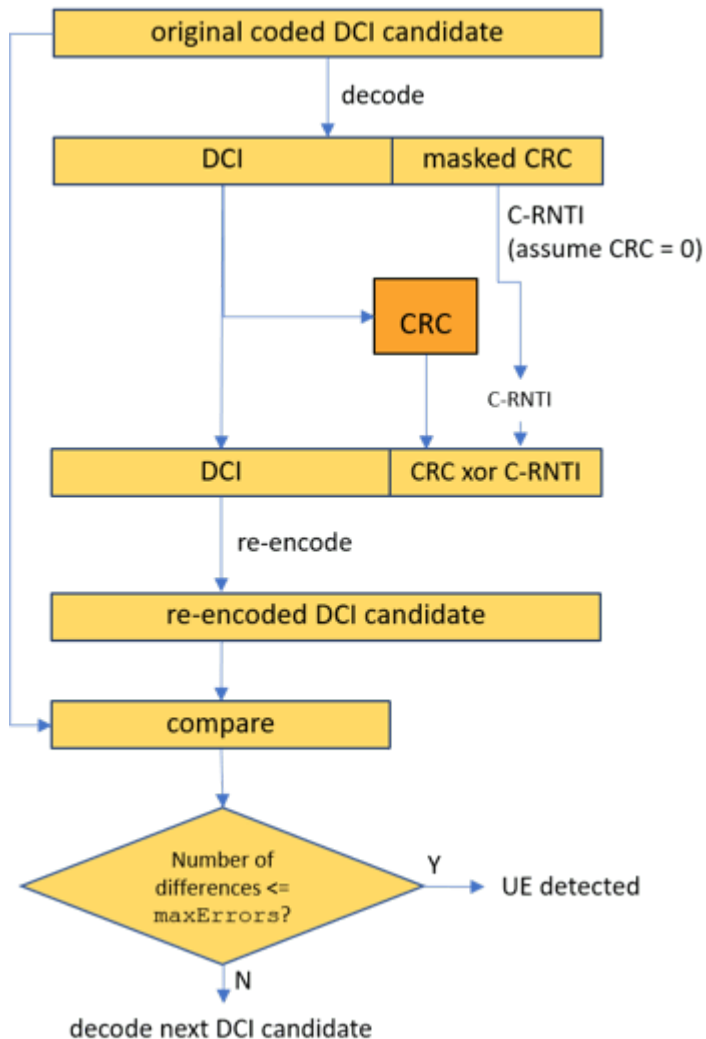 original coded DCI candidate
decode
DCI
masked CRC
C-RNTI
(assume CRC = 0)
CRC
C-RNTI
DCI
CRC xor C-RNTI
re-encode
re-encoded DCI candidate
compare
Number of
differences <=
maxErrors?
Y
UE detected
N
decode next DCI candidate